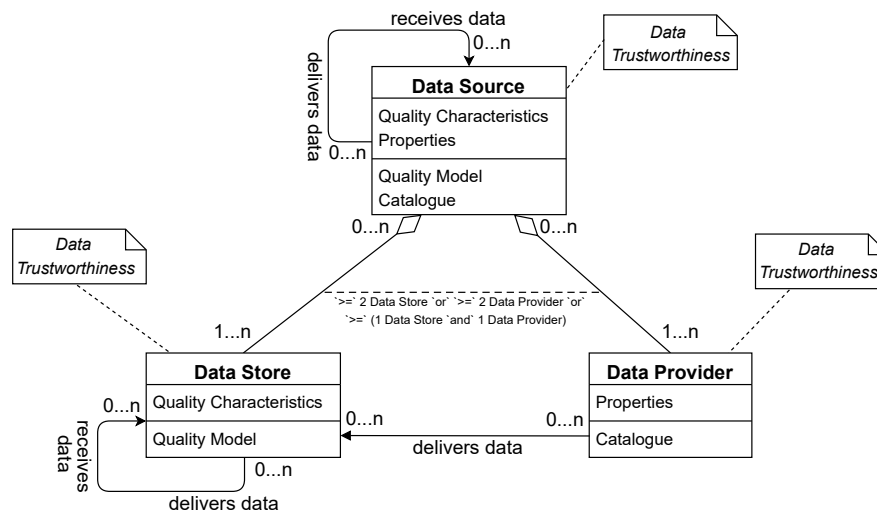 receives data
0...n
Data
Trustworthiness
delivers data
Data Source
Quality Characteristics
Properties
0...n
Quality Model
Catalogue
0...n
0...n
Data
Trustworthiness
Data
Trustworthiness
`>=` 2 Data Store `or` `>=` 2 Data Provider `or`
`>=` (1 Data Store `and` 1 Data Provider)
1...n
1...n
Data Store
Data Provider
Quality Characteristics
Properties
0...n
0...n
0...n
Quality Model
Catalogue
delivers data
receives
data
0...n
delivers data